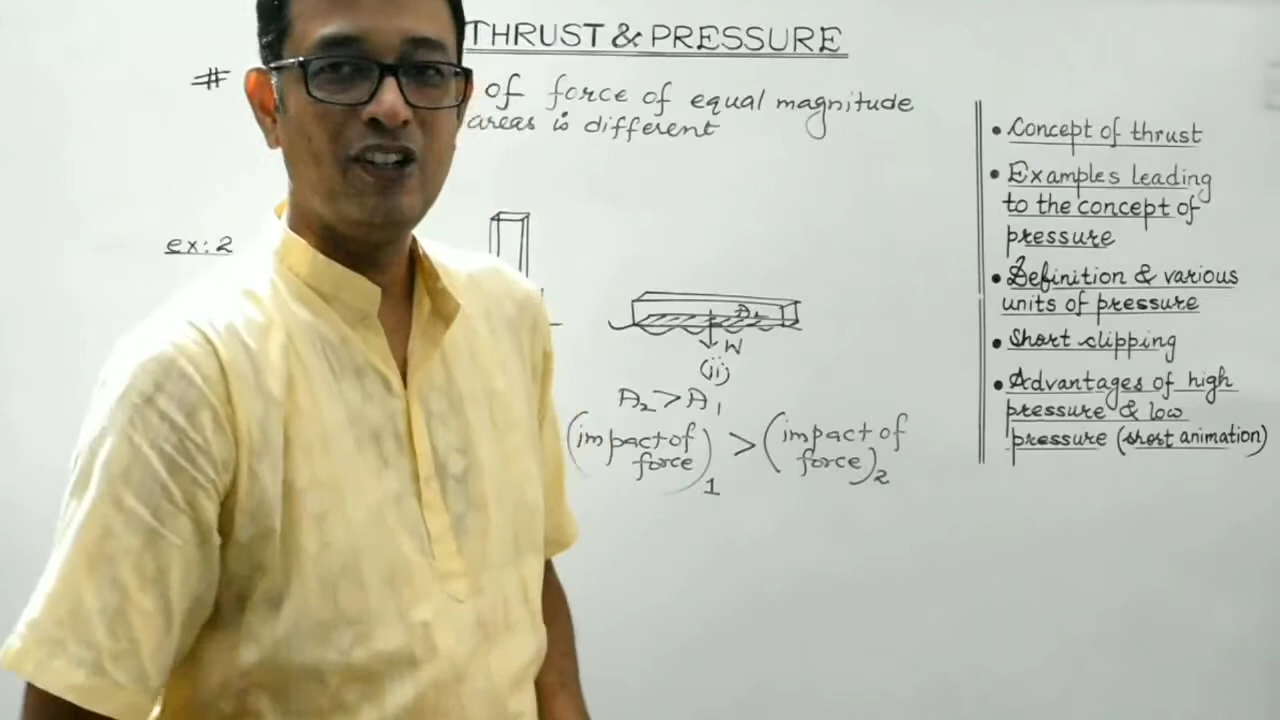 THRUST & PRESSURE
# of force of equal magnitude
areas is different
ex: 2
A₂
W
(ii)
A₂ > A₁
(impact of force)₁ > (impact of force)₂
• Concept of thrust
• Examples leading
to the concept of
pressure
• Definition & various
units of pressure
• Short clipping
• Advantages of high
pressure & low
pressure (short animation)